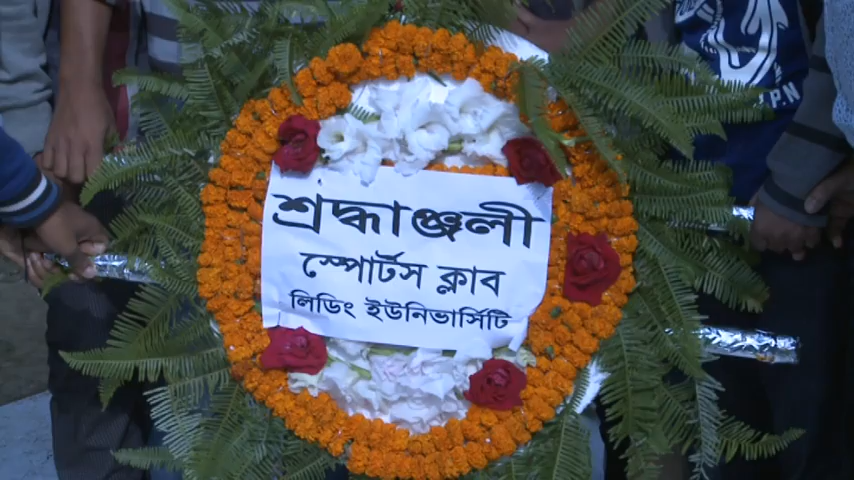 শ্রদ্ধাঞ্জলী
স্পোর্টস ক্লাব
লিডিং ইউনিভার্সিটি